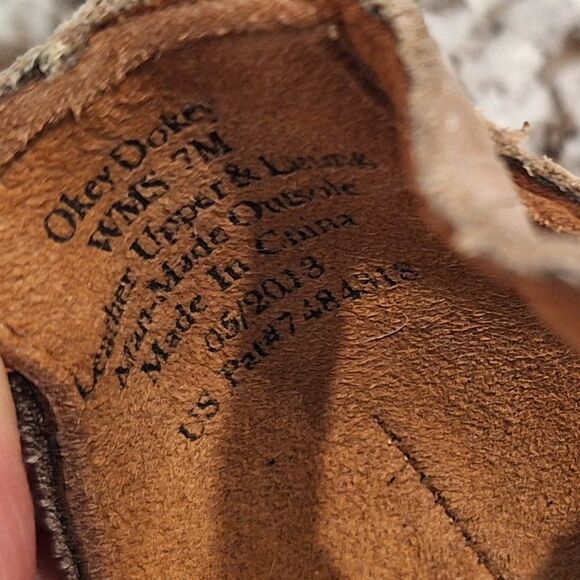 Okey Dokey
WMS 7M
Leather Upper & Lining
Man-Made Outsole
Made In China
05/2013
US Pat#7484318